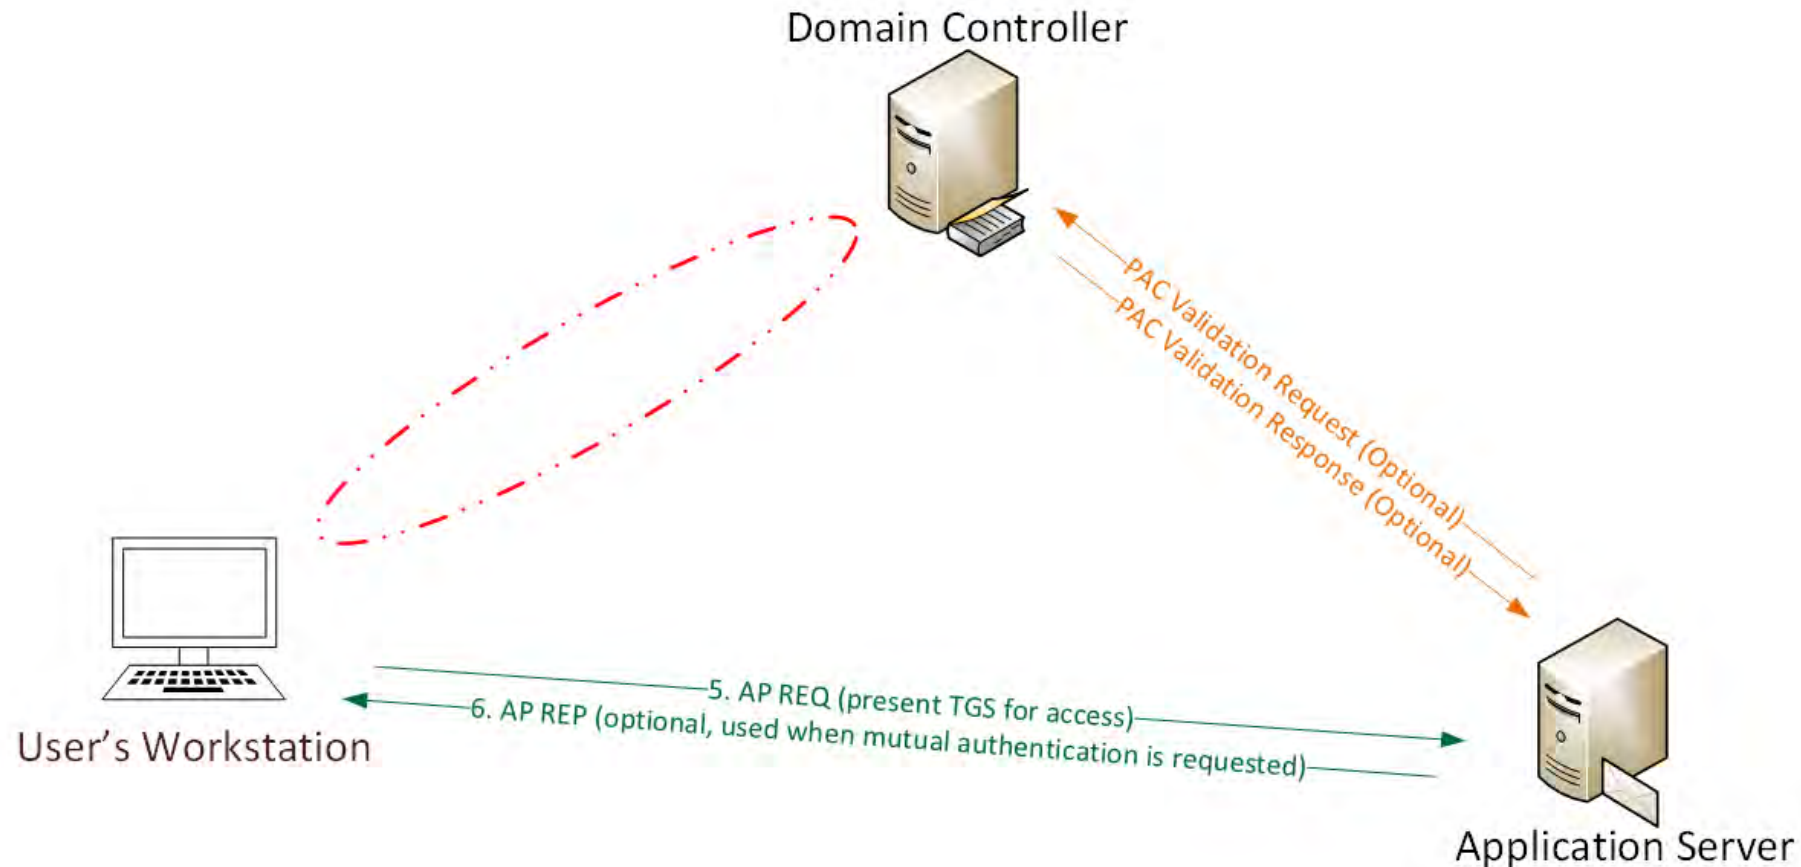 Domain Controller
PAC Validation Request (Optional)
PAC Validation Response (Optional)
5. AP REQ (present TGS for access)
6. AP REP (optional, used when mutual authentication is requested)
User’s Workstation
Application Server